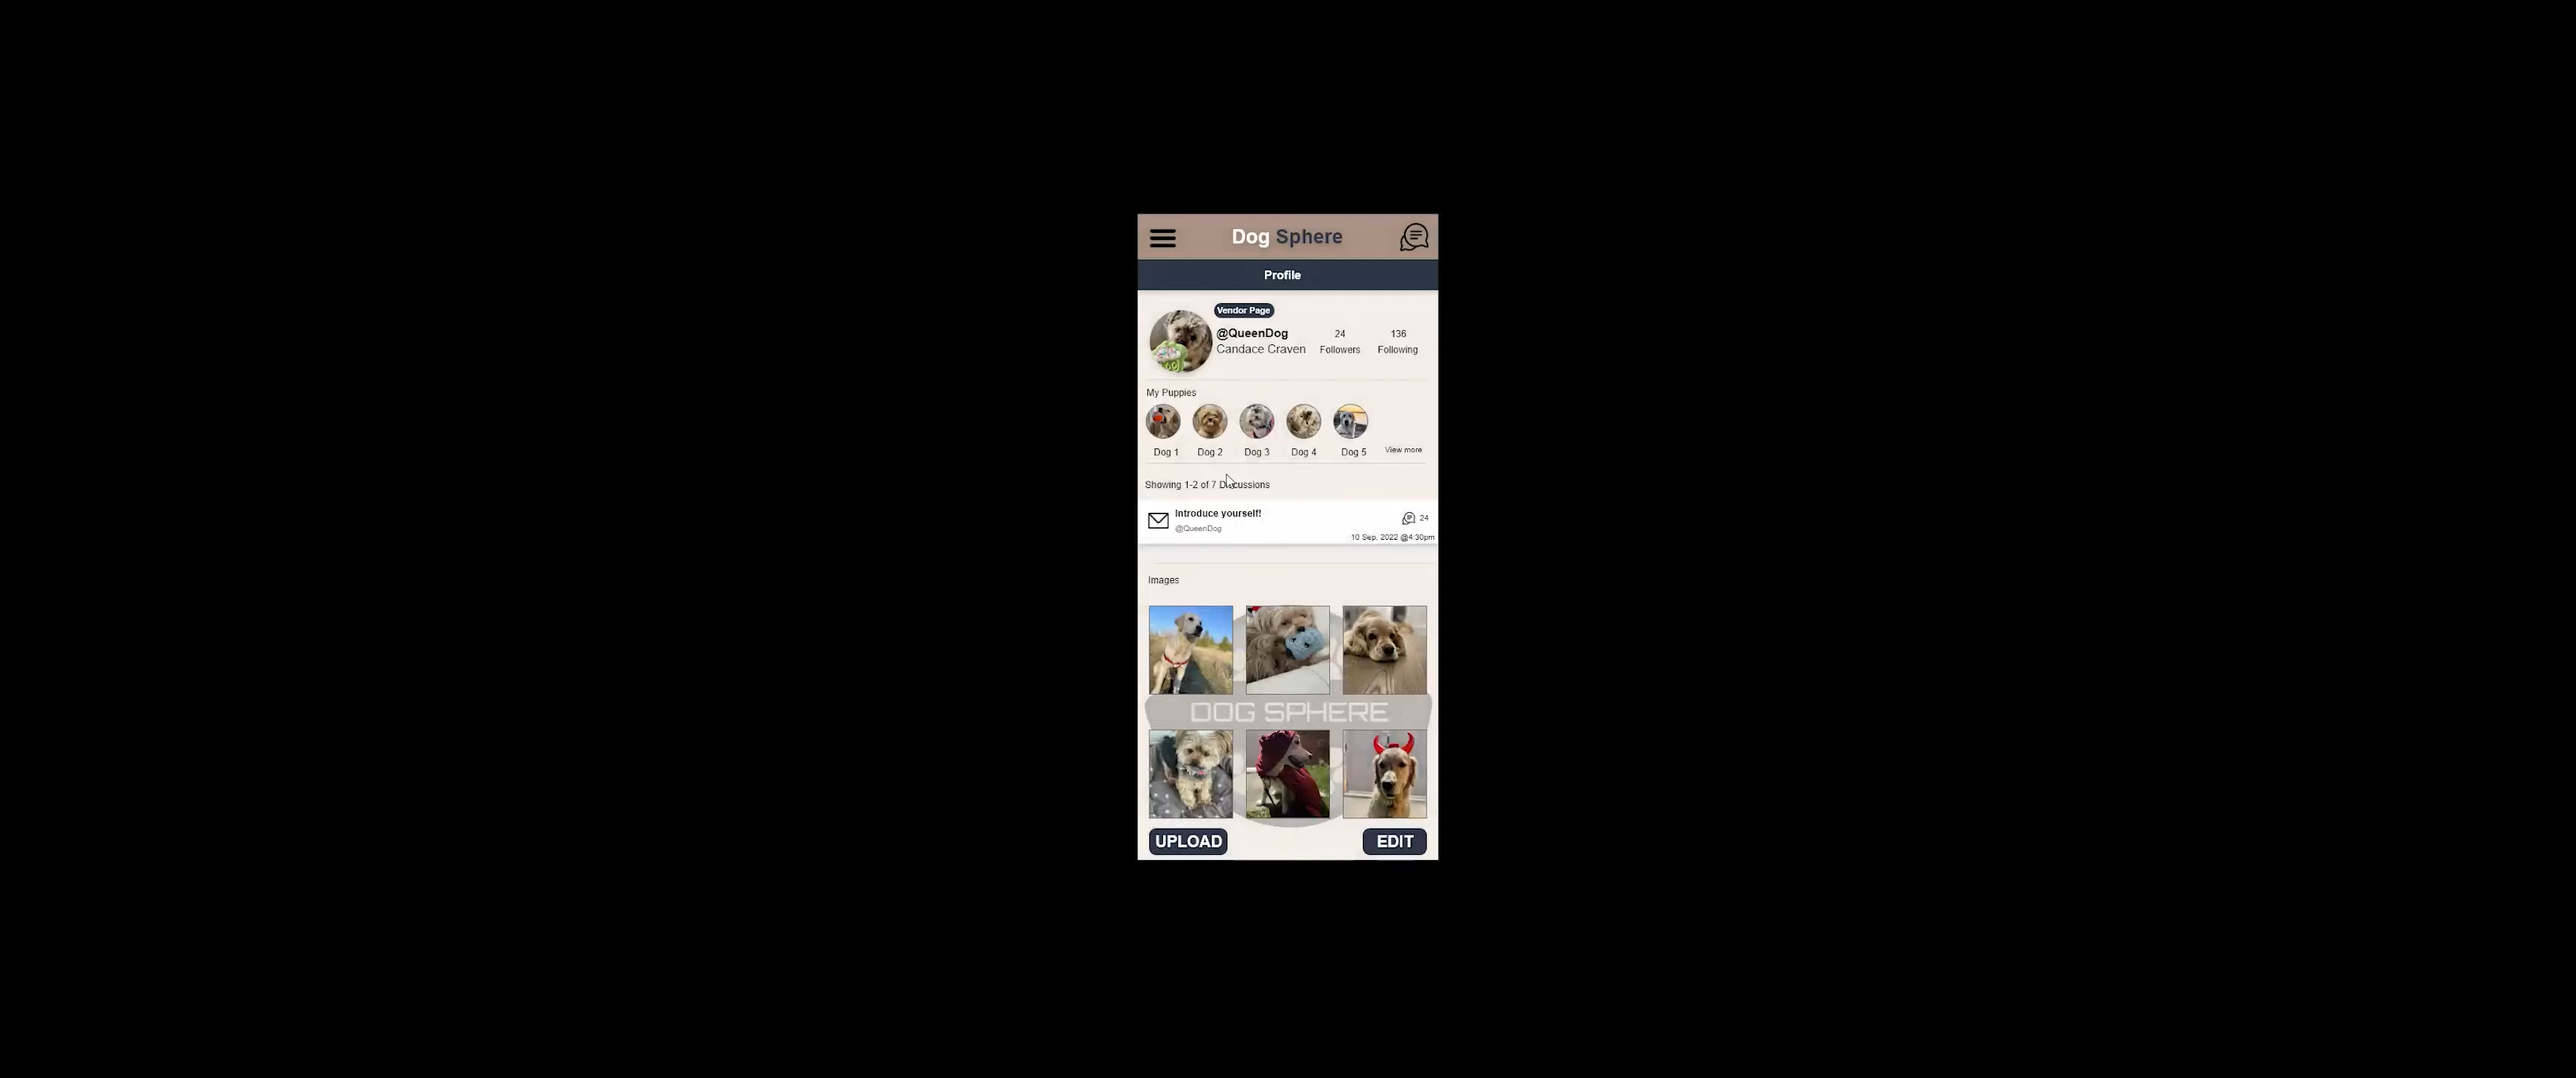 Dog Sphere
Profile
Vendor Page
@QueenDog
Candace Craven
24
Followers
136
Following
My Puppies
Dog 1
Dog 2
Dog 3
Dog 4
Dog 5
View more
Showing 1-2 of 7 Discussions
Introduce yourself!
@QueenDog
24
10 Sep, 2022 @4:30pm
Images
DOG SPHERE
UPLOAD
EDIT